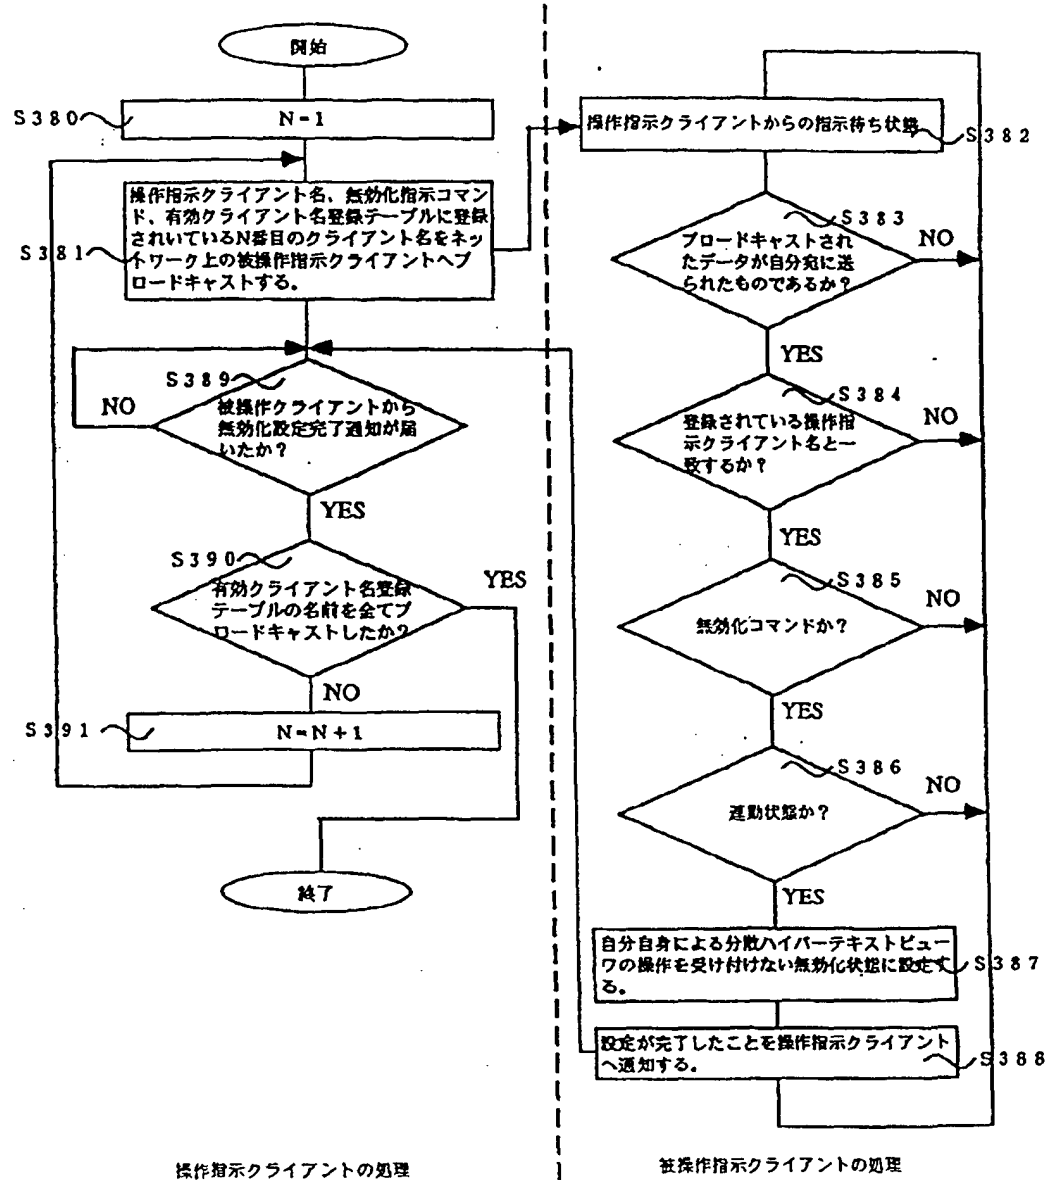 開始
S380
N=1
S381
操作指示クライアント名、無効化指示コマン
ド、有効クライアント名登録テーブルに登録
されいているN番目のクライアント名をネッ
トワーク上の被操作指示クライアントへブ
ロードキャストする。
S389
被操作クライアントから
無効化設定完了通知が届
いたか?
NO
YES
S390
有効クライアント名登録
テーブルの名前を全てブ
ロードキャストしたか?
YES
NO
S391
N=N+1
終了
操作指示クライアントの処理
操作指示クライアントからの指示待ち状態
S382
S383
ブロードキャストされ
たデータが自分宛に送
られたものであるか?
NO
YES
S384
登録されている操作指
示クライアント名と一
致するか?
NO
YES
S385
無効化コマンドか?
NO
YES
S386
連動状態か?
NO
YES
自分自身による分散ハイパーテキストビュー
ワの操作を受け付けない無効化状態に設定す
る。
S387
設定が完了したことを操作指示クライアント
へ通知する。
S388
被操作指示クライアントの処理